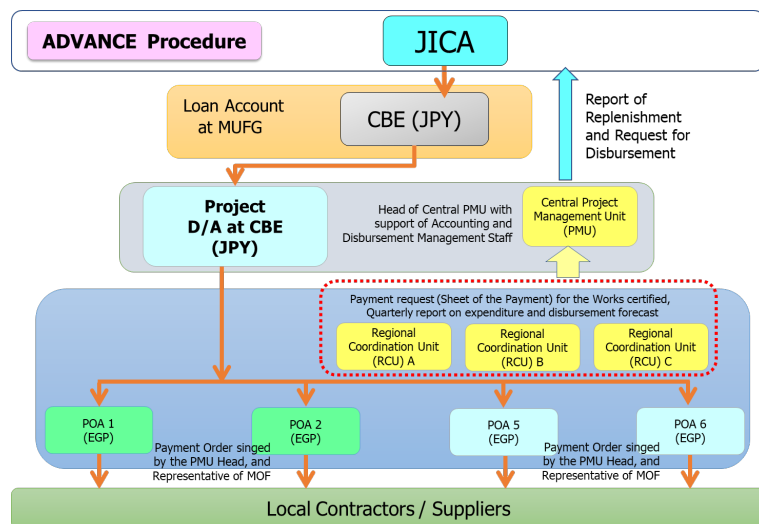 ADVANCE Procedure
JICA
Loan Account
at MUFG
CBE (JPY)
Report of
Replenishment
and Request for
Disbursement
Project
D/A at CBE
(JPY)
Head of Central PMU with
support of Accounting and
Disbursement Management Staff
Central Project
Management Unit
(PMU)
Payment request (Sheet of the Payment) for the Works certified,
Quarterly report on expenditure and disbursement forecast
Regional
Coordination Unit
(RCU) A
Regional
Coordination Unit
(RCU) B
Regional
Coordination Unit
(RCU) C
POA 1
(EGP)
POA 2
(EGP)
POA 5
(EGP)
POA 6
(EGP)
Payment Order singed
by the PMU Head, and
Representative of MOF
Payment Order singed
by the PMU Head, and
Representative of MOF
Local Contractors / Suppliers